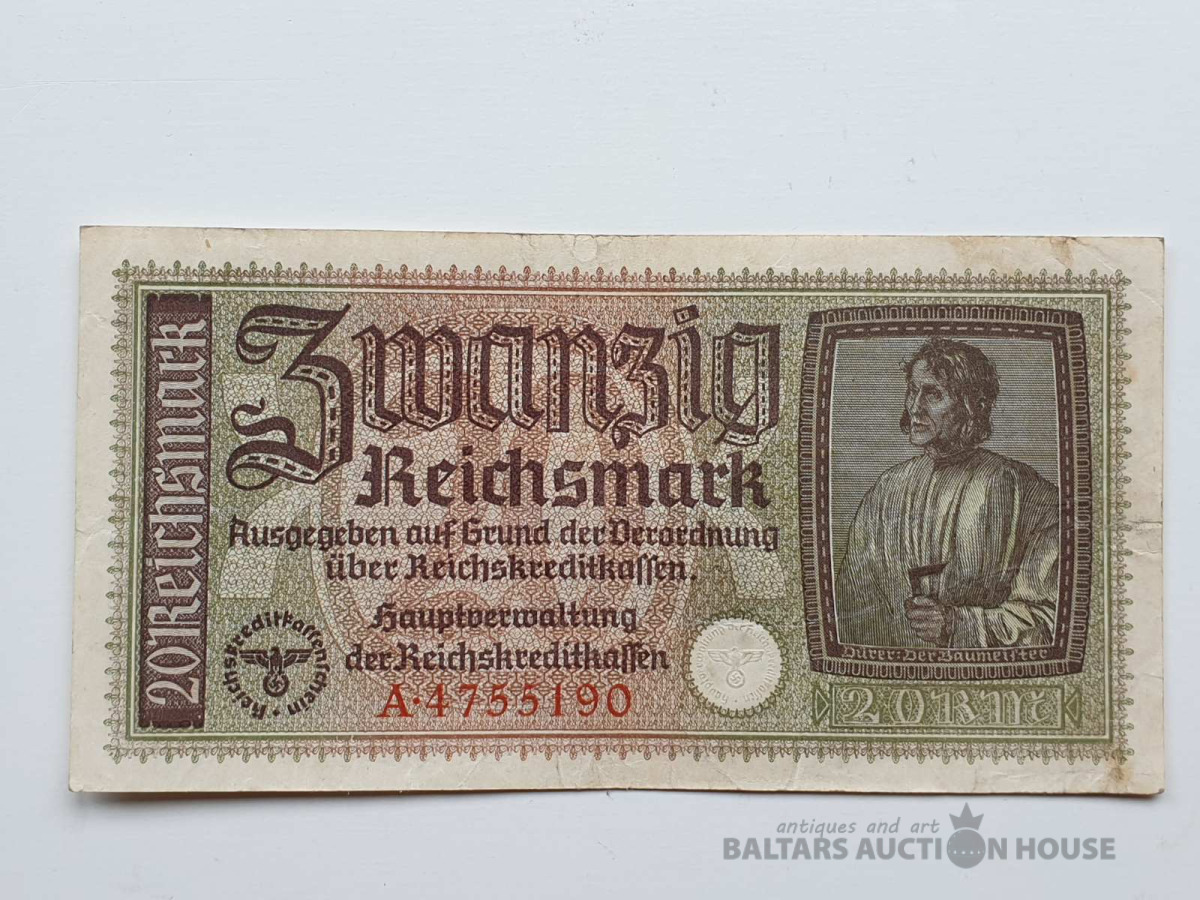 20 Reichsmark
Zwanzig
Reichsmark
Ausgegeben auf Grund der Verordnung
über Reichskreditkassen.
Hauptverwaltung
der Reichskreditkassen
A·4755190
Reichskreditkassenschein
Dürer: Der Baumeister
20 RM
antiques and art
BALTARS AUCTION HOUSE